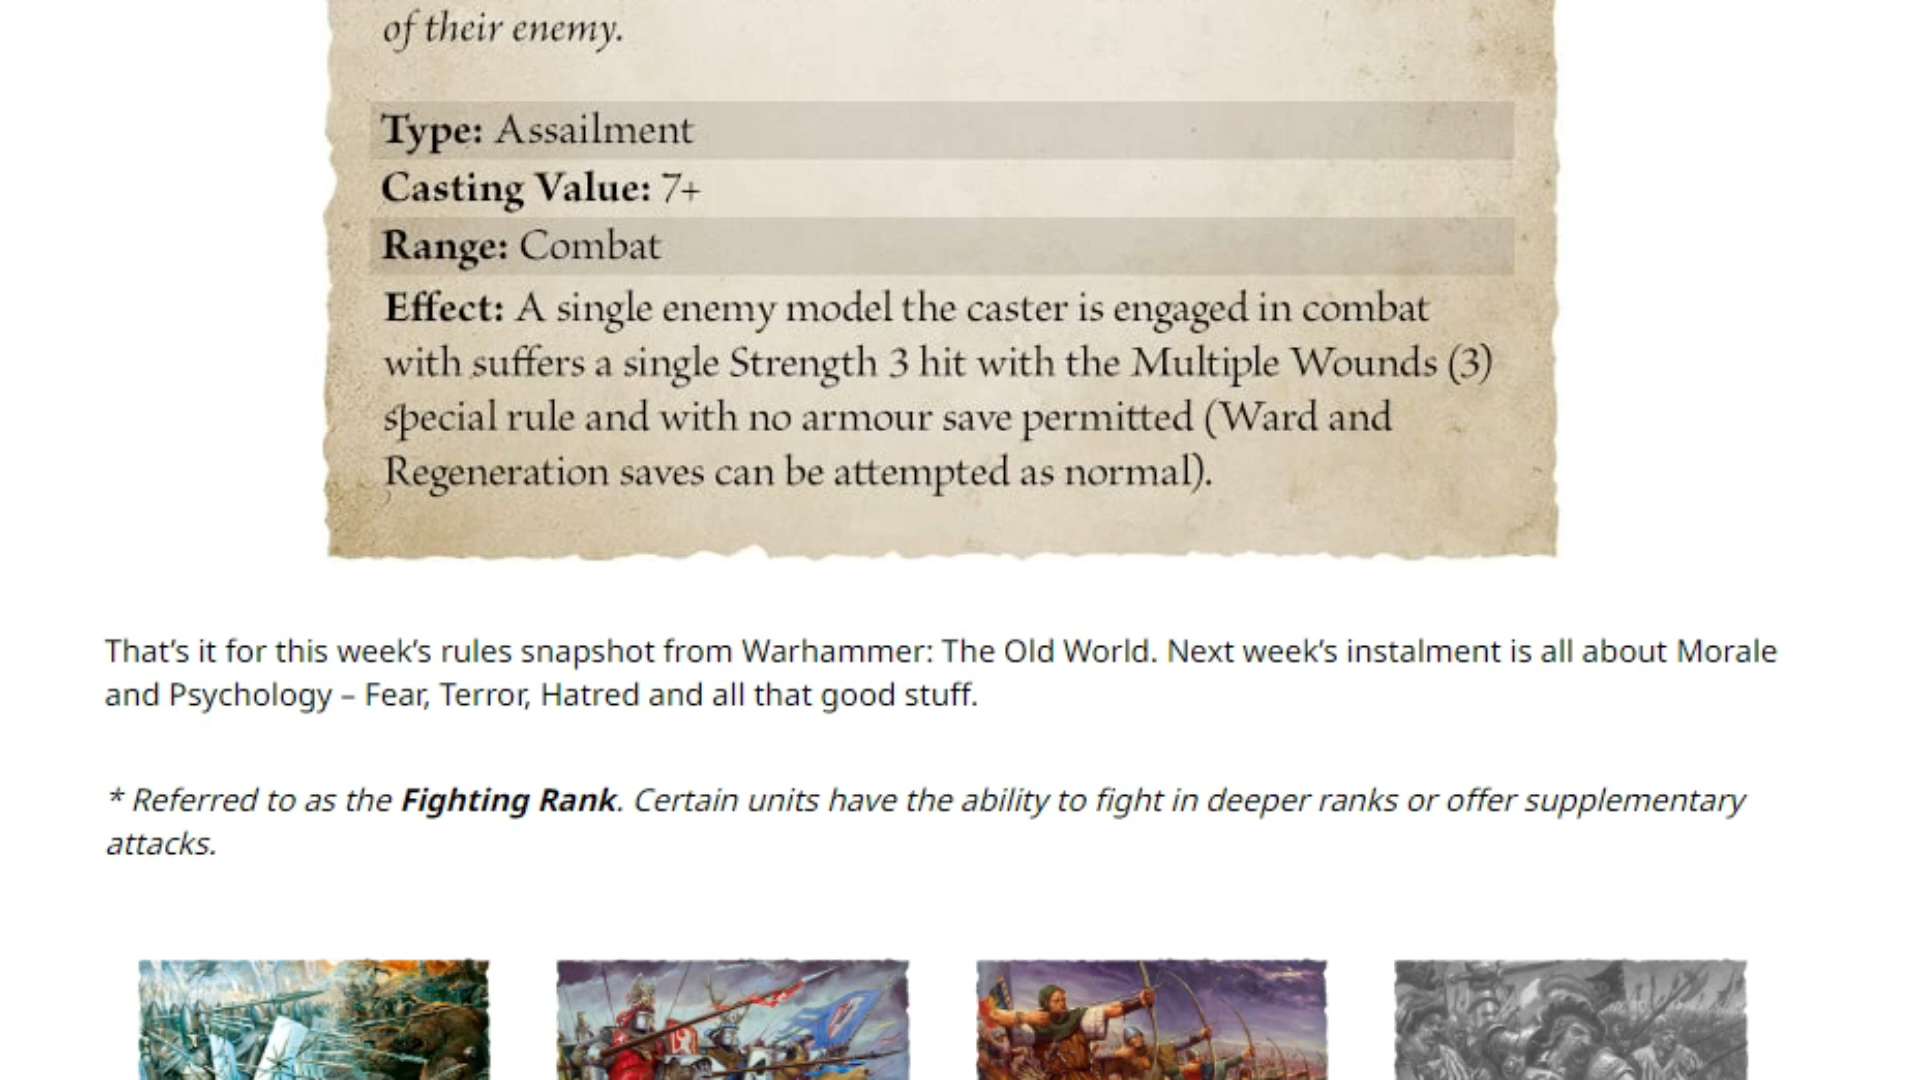 of their enemy.
Type: Assailment
Casting Value: 7+
Range: Combat
Effect: A single enemy model the caster is engaged in combat
with suffers a single Strength 3 hit with the Multiple Wounds (3)
special rule and with no armour save permitted (Ward and
Regeneration saves can be attempted as normal).
That’s it for this week’s rules snapshot from Warhammer: The Old World. Next week’s instalment is all about Morale
and Psychology – Fear, Terror, Hatred and all that good stuff.
* Referred to as the Fighting Rank. Certain units have the ability to fight in deeper ranks or offer supplementary
attacks.